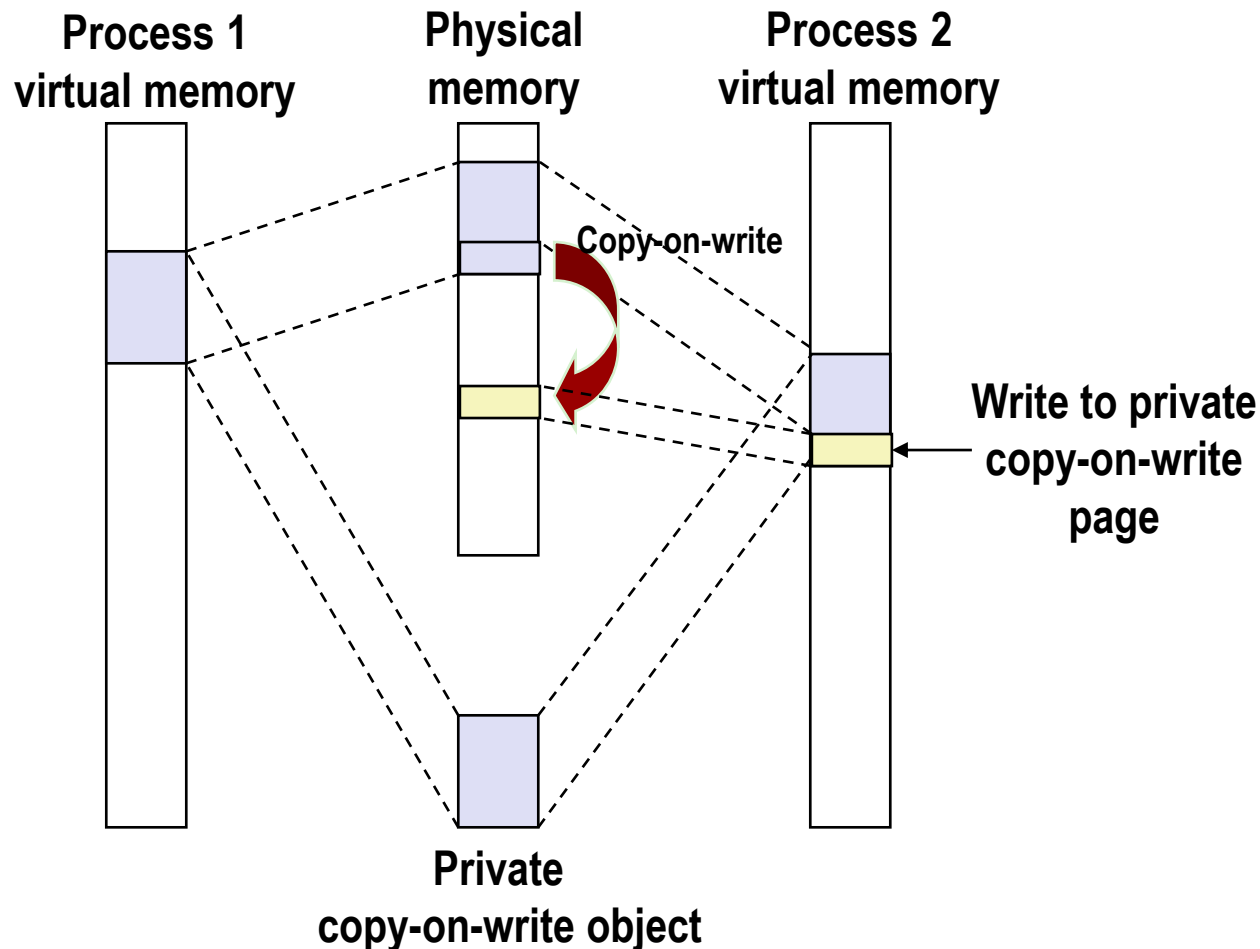 Process 1
virtual memory
Physical
memory
Process 2
virtual memory
Copy-on-write
Write to private
copy-on-write
page
Private
copy-on-write object